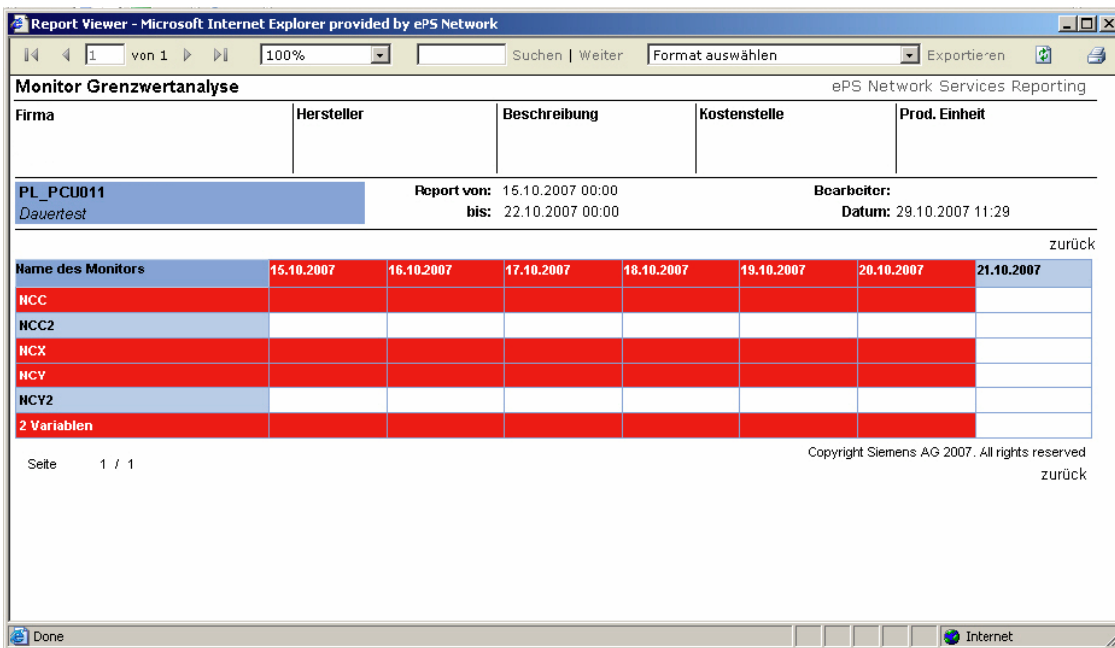 Report Viewer - Microsoft Internet Explorer provided by ePS Network
1 von 1 100% Suchen | Weiter Format auswählen Exportieren
Monitor Grenzwertanalyse ePS Network Services Reporting
Firma Hersteller Beschreibung Kostenstelle Prod. Einheit
PL_PCU011 Report von: 15.10.2007 00:00 Bearbeiter:
Dauertest bis: 22.10.2007 00:00 Datum: 29.10.2007 11:29
zurück
Name des Monitors 15.10.2007 16.10.2007 17.10.2007 18.10.2007 19.10.2007 20.10.2007 21.10.2007
NCC
NCC2
NCX
NCY
NCY2
2 Variablen
Copyright Siemens AG 2007. All rights reserved
Seite 1 / 1
zurück
Done Internet